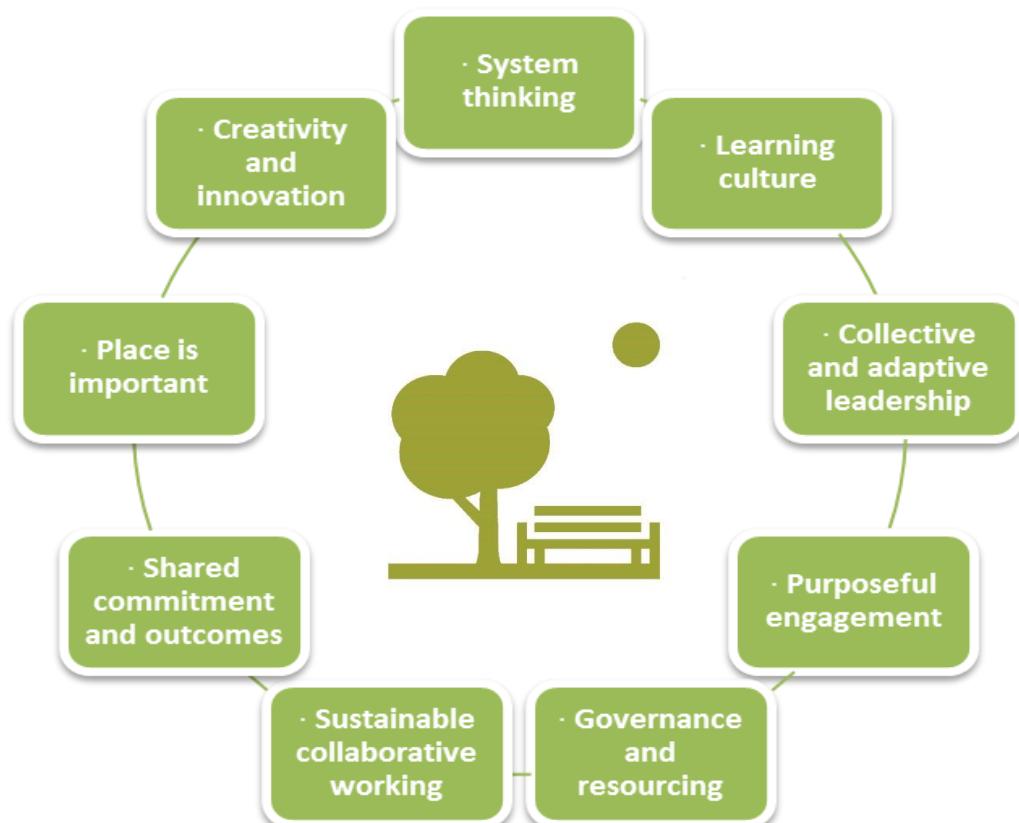 · System
thinking
· Learning
culture
· Collective
and adaptive
leadership
· Purposeful
engagement
· Governance
and
resourcing
· Sustainable
collaborative
working
· Shared
commitment
and outcomes
· Place is
important
· Creativity
and
innovation